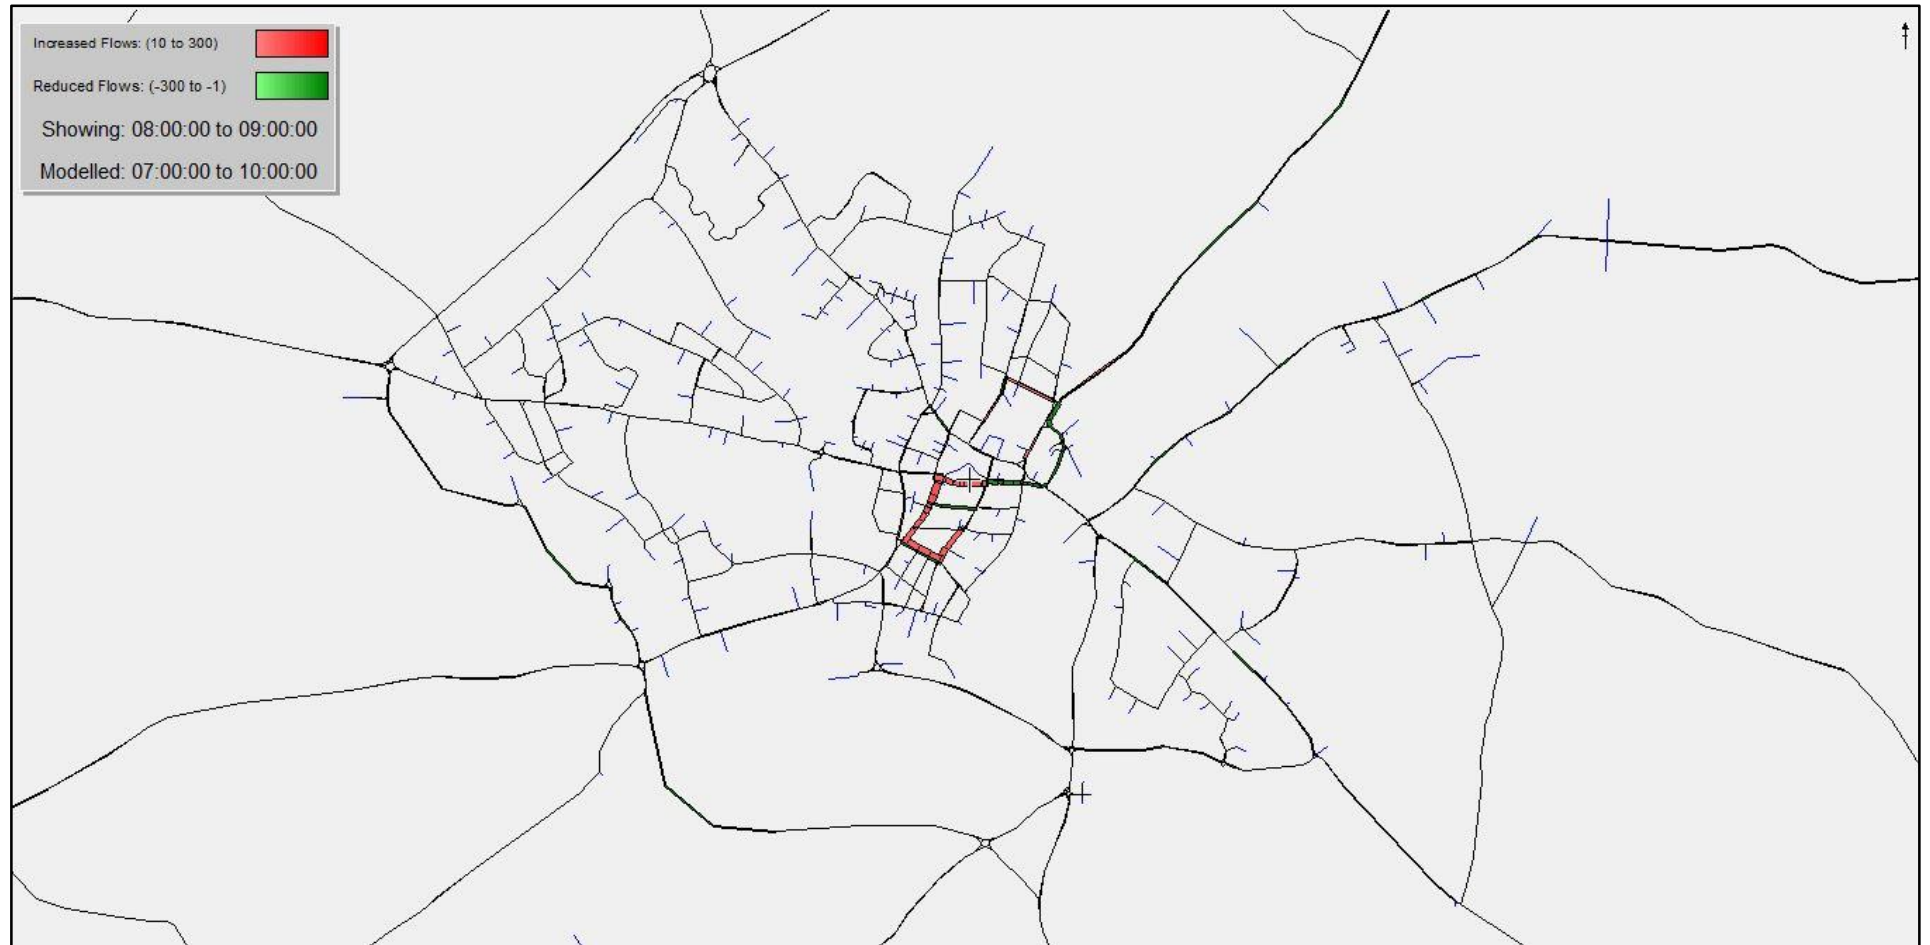 Increased Flows: (10 to 300)
Reduced Flows: (-300 to -1)
Showing: 08:00:00 to 09:00:00
Modelled: 07:00:00 to 10:00:00